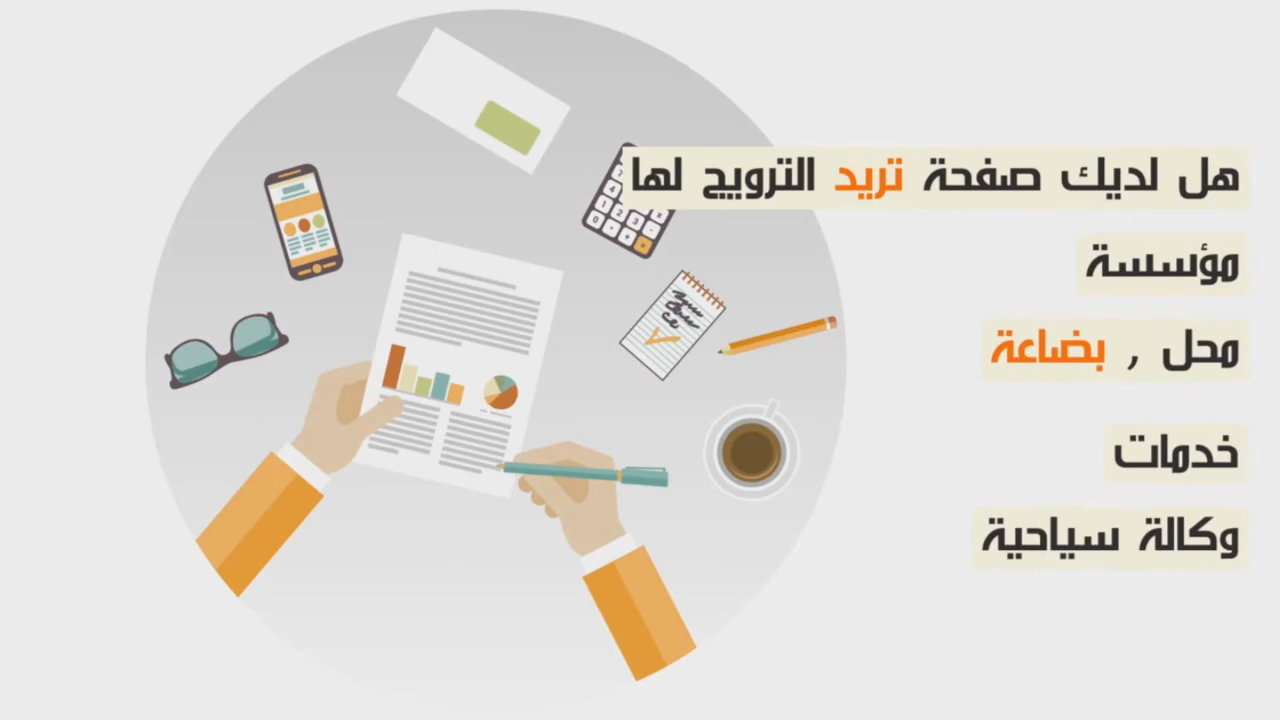 هل لديك صفحة تريد الترويج لها
مؤسسة
محل , بضاعة
خدمات
وكالة سياحية